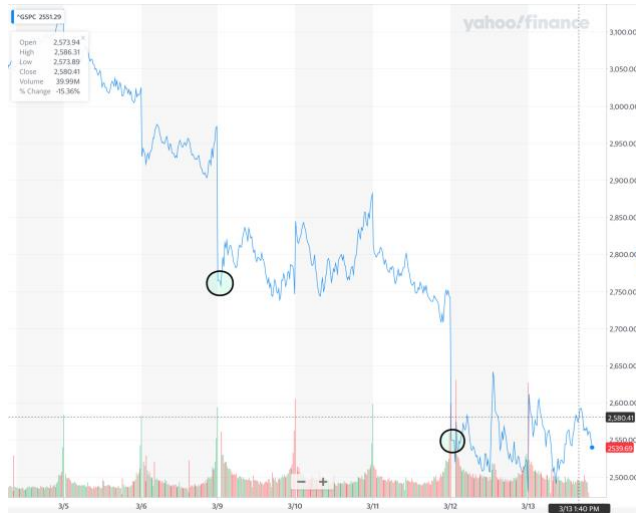 ^GSPC 2551.29
yahoo!finance
Open 2,573.94
High 2,586.31
Low 2,573.89
Close 2,580.41
Volume 39.99M
% Change -15.36%
3,100.00
3,050.00
3,000.00
2,950.00
2,900.00
2,850.00
2,800.00
2,750.00
2,700.00
2,650.00
2,600.00
2,580.41
2,550.00
2539.69
2,500.00
3/5 3/6 3/9 3/10 3/11 3/12 3/13 3/13 1:40 PM